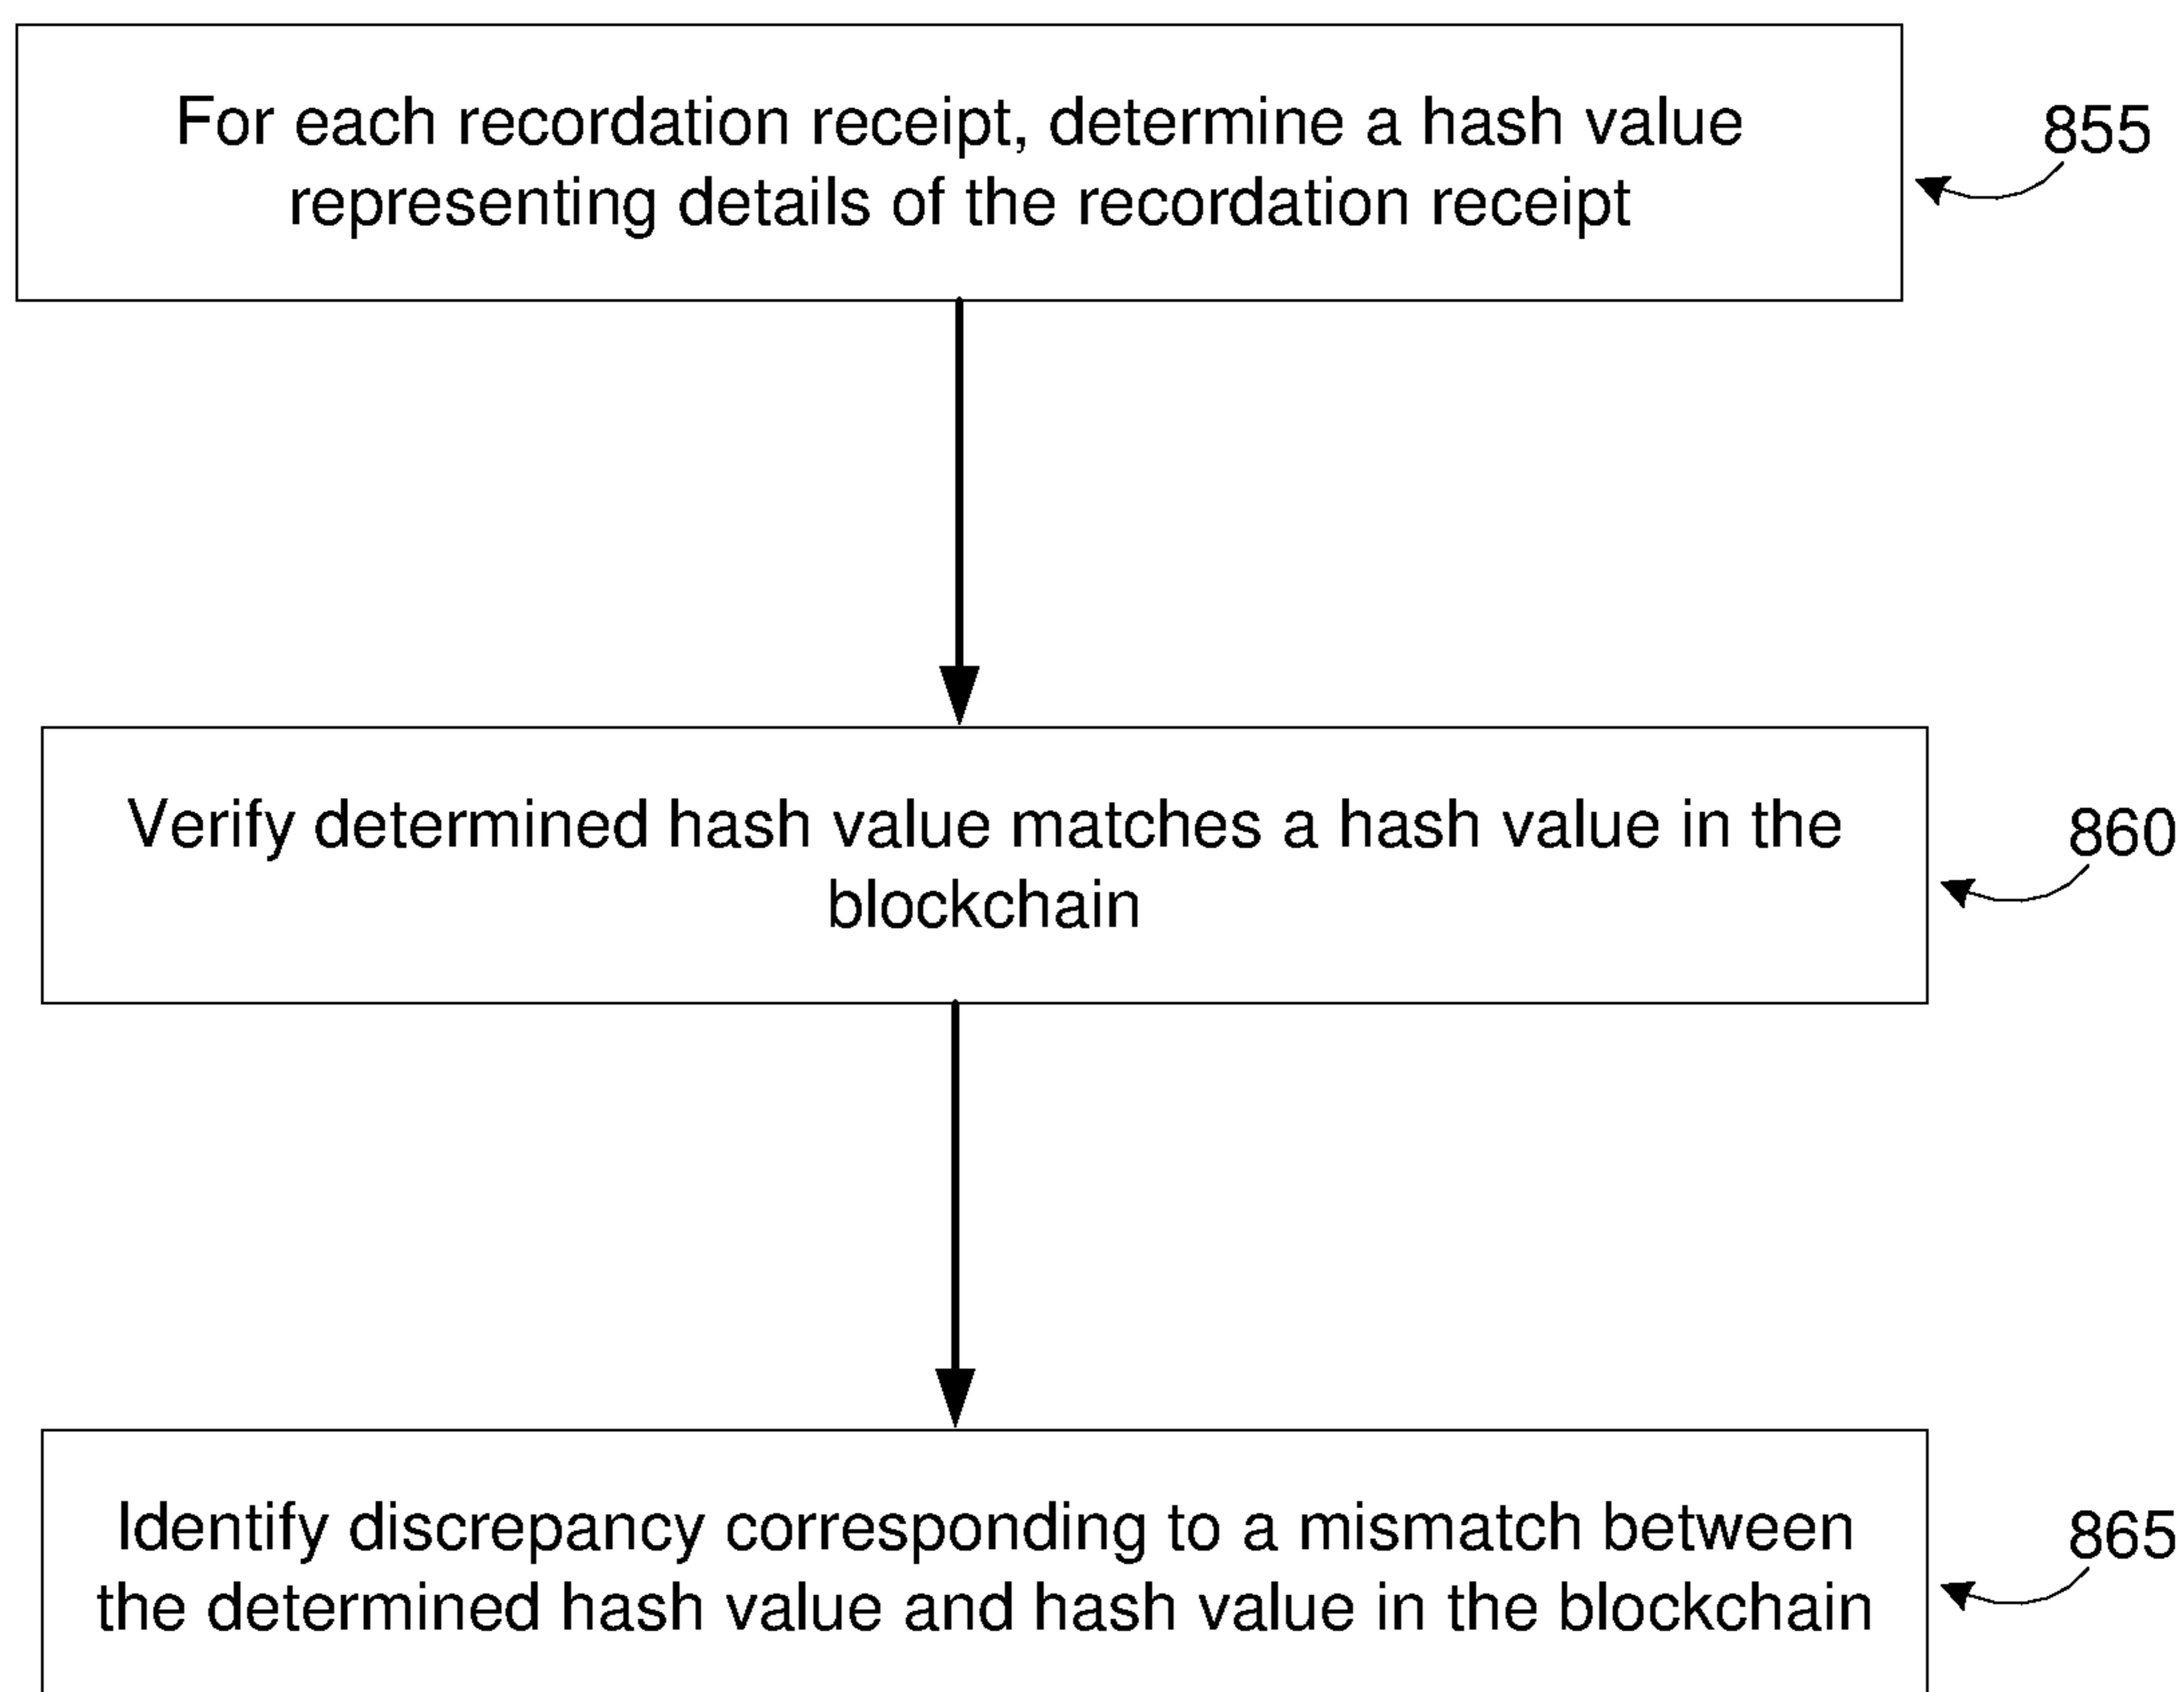 For each recordation receipt, determine a hash value
representing details of the recordation receipt
855
Verify determined hash value matches a hash value in the
blockchain
860
Identify discrepancy corresponding to a mismatch between
the determined hash value and hash value in the blockchain
865